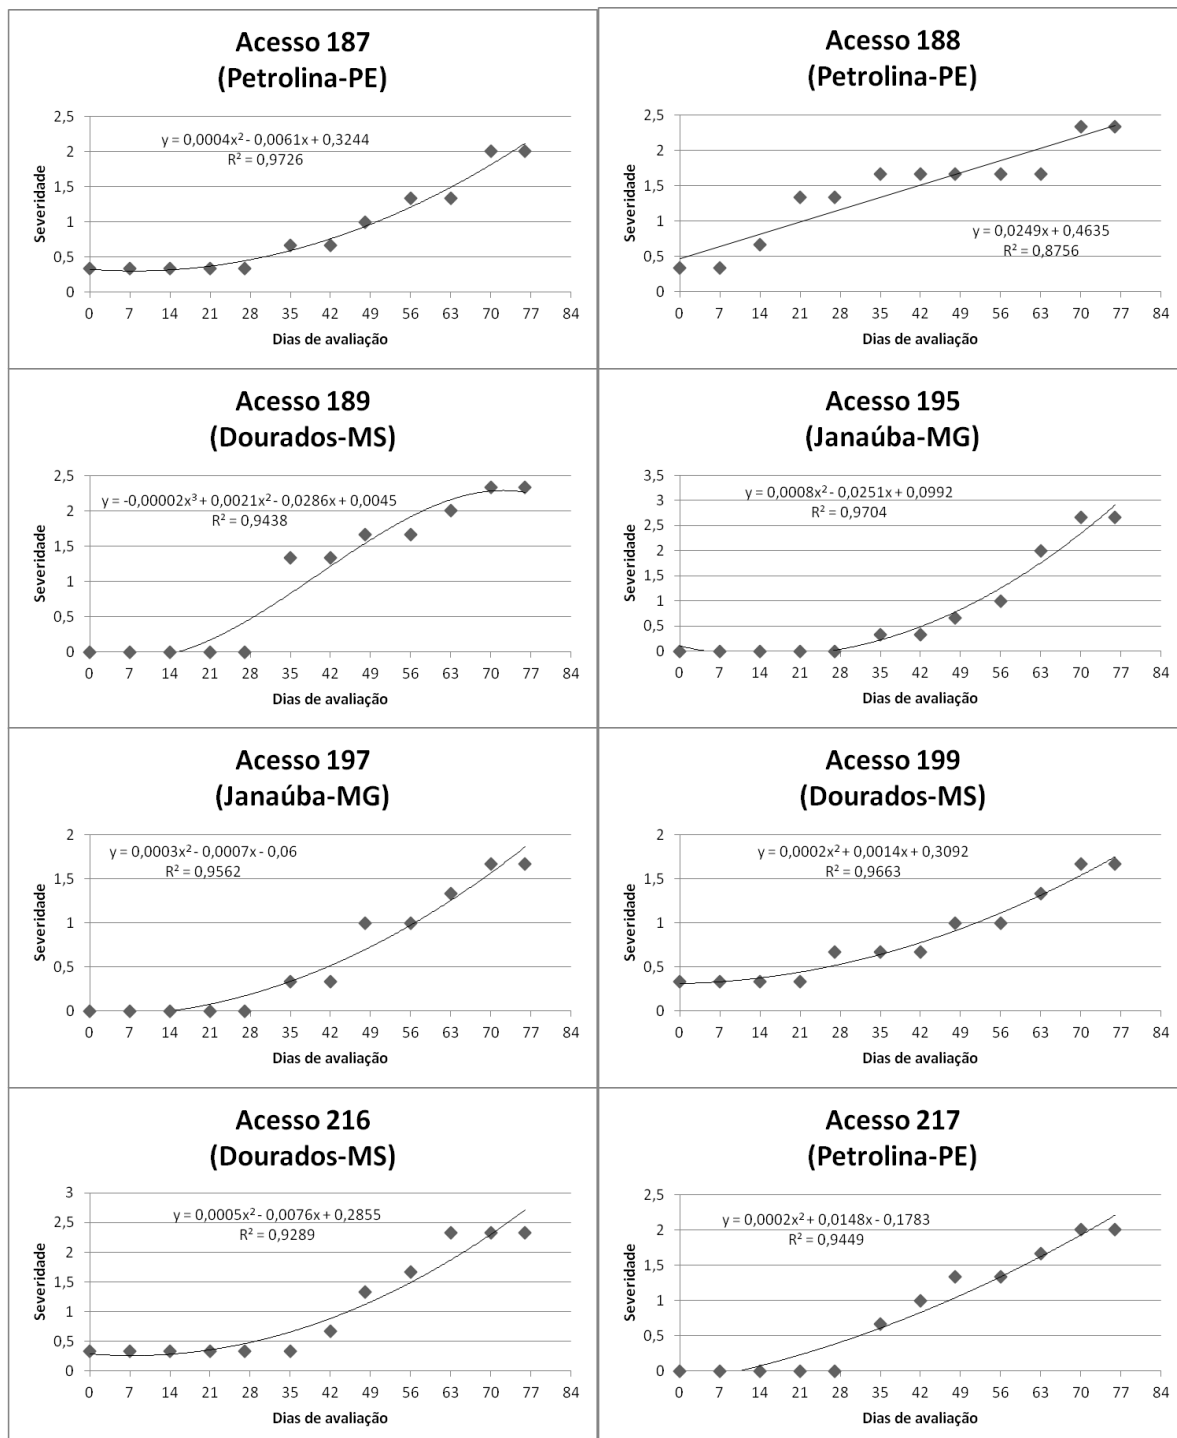 Acesso 187
(Petrolina-PE)
y = 0,0004x² - 0,0061x + 0,3244
R² = 0,9726
Severidade
2,5
2
1,5
1
0,5
0
0 7 14 21 28 35 42 49 56 63 70 77 84
Dias de avaliação
Acesso 188
(Petrolina-PE)
Severidade
2,5
2
1,5
1
0,5
0
y = 0,0249x + 0,4635
R² = 0,8756
0 7 14 21 28 35 42 49 56 63 70 77 84
Dias de avaliação
Acesso 189
(Dourados-MS)
y = -0,00002x³ + 0,0021x² - 0,0286x + 0,0045
R² = 0,9438
Severidade
2,5
2
1,5
1
0,5
0
0 7 14 21 28 35 42 49 56 63 70 77 84
Dias de avaliação
Acesso 195
(Janaúba-MG)
y = 0,0008x² - 0,0251x + 0,0992
R² = 0,9704
Severidade
3,5
3
2,5
2
1,5
1
0,5
0
0 7 14 21 28 35 42 49 56 63 70 77 84
Dias de avaliação
Acesso 197
(Janaúba-MG)
y = 0,0003x² - 0,0007x - 0,06
R² = 0,9562
Severidade
2
1,5
1
0,5
0
0 7 14 21 28 35 42 49 56 63 70 77 84
Dias de avaliação
Acesso 199
(Dourados-MS)
y = 0,0002x² + 0,0014x + 0,3092
R² = 0,9663
Severidade
2
1,5
1
0,5
0
0 7 14 21 28 35 42 49 56 63 70 77 84
Dias de avaliação
Acesso 216
(Dourados-MS)
y = 0,0005x² - 0,0076x + 0,2855
R² = 0,9289
Severidade
3
2,5
2
1,5
1
0,5
0
0 7 14 21 28 35 42 49 56 63 70 77 84
Dias de avaliação
Acesso 217
(Petrolina-PE)
y = 0,0002x² + 0,0148x - 0,1783
R² = 0,9449
Severidade
2,5
2
1,5
1
0,5
0
0 7 14 21 28 35 42 49 56 63 70 77 84
Dias de avaliação